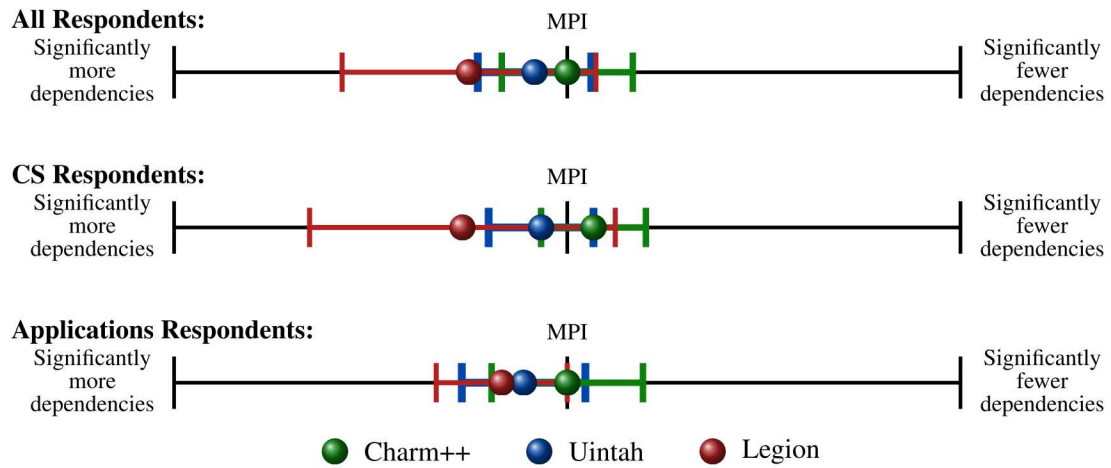 All Respondents:
MPI
Significantly
more
dependencies
Significantly
fewer
dependencies
CS Respondents:
MPI
Significantly
more
dependencies
Significantly
fewer
dependencies
Applications Respondents:
MPI
Significantly
more
dependencies
Significantly
fewer
dependencies
Charm++ Uintah Legion